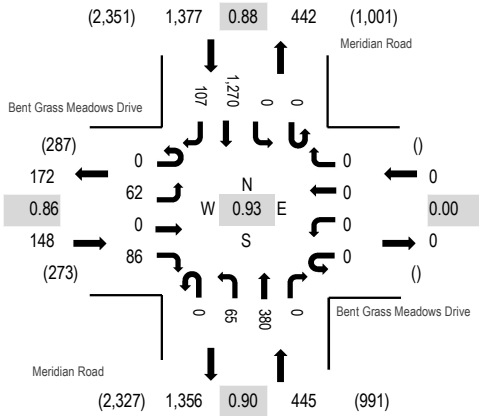 (2,351) 1,377 0.88 442 (1,001)
Meridian Road
107 1,270 0 0
Bent Grass Meadows Drive
(287) 0 0 ()
172 0 0
62 N 0
0.86 W 0.93 E 0.00
0 0
148 S 0
86 0
(273) ()
0 65 380 0
Bent Grass Meadows Drive
Meridian Road
(2,327) 1,356 0.90 445 (991)